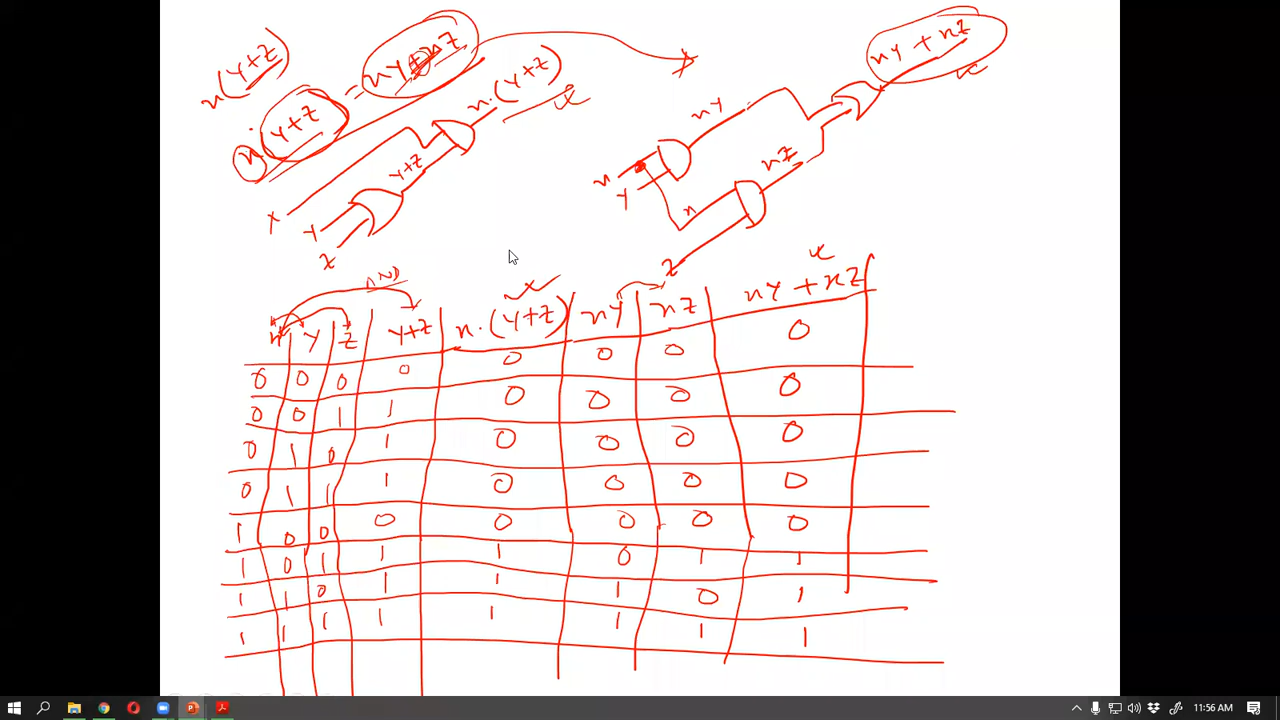 x(y+z)
x·(y+z) = xy+xz
x·(y+z)
y+z
x
y
z
xy+xz
xy
xz
x
y
x
z
AND
x y z y+z x·(y+z) xy xz xy+xz
0 0 0 0 0 0 0 0
0 0 1 1 0 0 0 0
0 1 0 1 0 0 0 0
0 1 1 1 0 0 0 0
1 0 0 0 0 0 0 0
1 0 1 1 1 0 1 1
1 1 0 1 1 1 0 1
1 1 1 1 1 1 1 1
11:56 AM